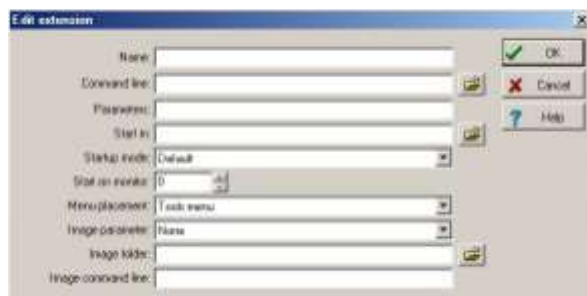 Edit extension
Name:
OK
Command line:
Cancel
Parameters:
Help
Start in:
Startup mode: Default
Start on monitor: 0
Menu placement: Tools menu
Image parameter: None
Image folder:
Image command line: